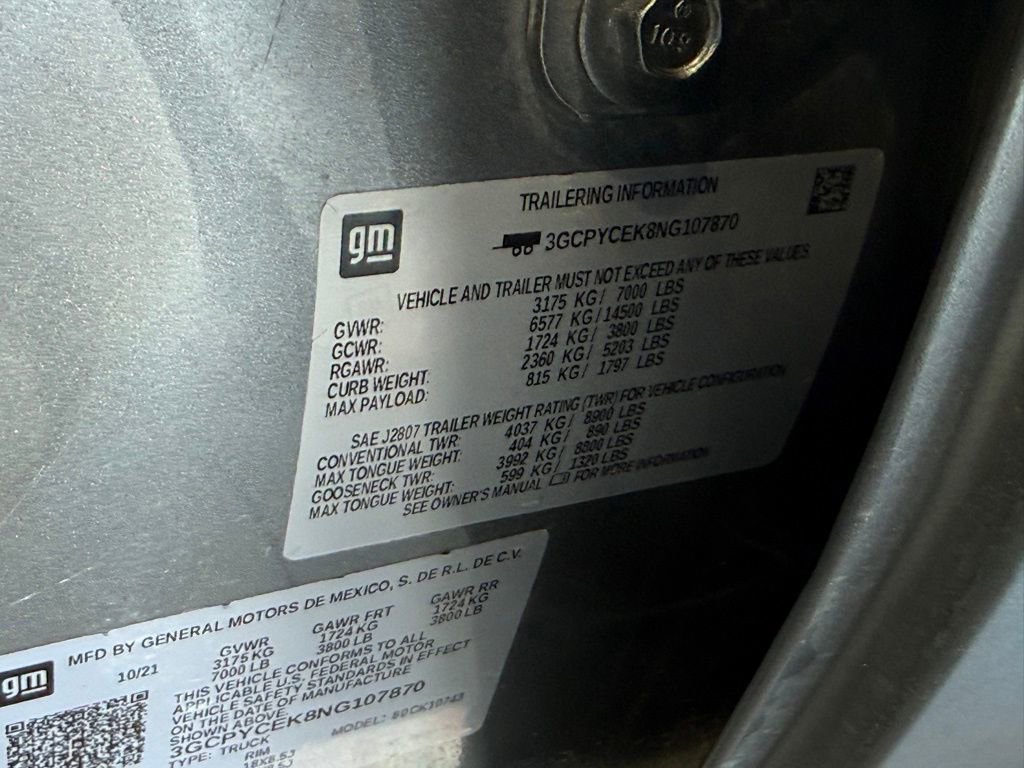 109
TRAILERING INFORMATION
gm
3GCPYCEK8NG107870
VEHICLE AND TRAILER MUST NOT EXCEED ANY OF THESE VALUES
GVWR: 3175 KG/ 7000 LBS
GCWR: 6577 KG/14500 LBS
RGAWR: 1724 KG/ 3800 LBS
CURB WEIGHT: 2360 KG/ 5203 LBS
MAX PAYLOAD: 815 KG/ 1797 LBS
SAE J2807 TRAILER WEIGHT RATING (TWR) FOR VEHICLE CONFIGURATION
CONVENTIONAL TWR: 4037 KG/ 8900 LBS
MAX TONGUE WEIGHT: 404 KG/ 890 LBS
GOOSENECK TWR: 3992 KG/ 8800 LBS
MAX TONGUE WEIGHT: 599 KG/ 1320 LBS
SEE OWNER'S MANUAL FOR MORE INFORMATION
gm
MFD BY GENERAL MOTORS DE MEXICO, S. DE R.L. DE C.V.
10/21 GVWR GAWR FRT GAWR RR
3175 KG 1724 KG 1724 KG
7000 LB 3800 LB 3800 LB
THIS VEHICLE CONFORMS TO ALL
APPLICABLE U.S. FEDERAL MOTOR
VEHICLE SAFETY STANDARDS IN EFFECT
ON THE DATE OF MANUFACTURE
SHOWN ABOVE.
3GCPYCEK8NG107870
TYPE: TRUCK MODEL: CK10743
RIM
18X8.5J